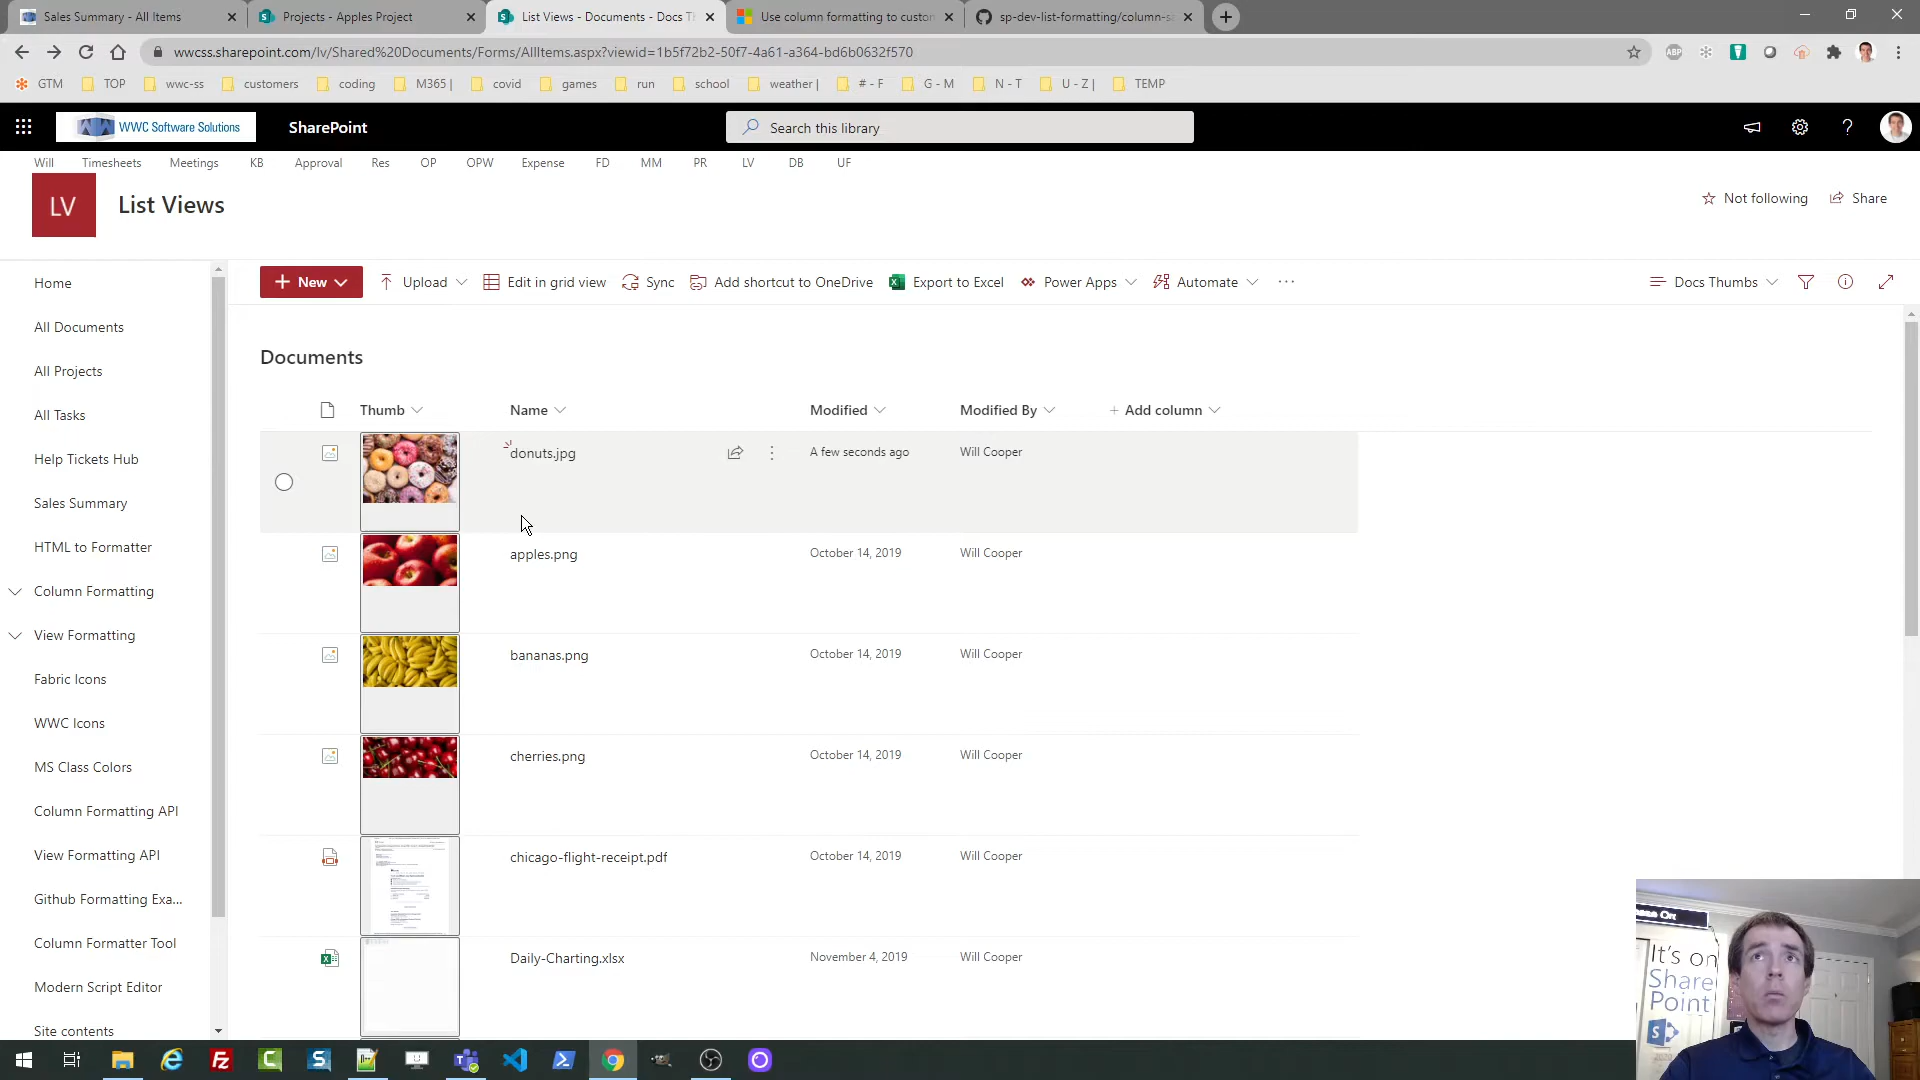 Sales Summary - All Items
Projects - Apples Project
List Views - Documents - Docs Th
Use column formatting to custom
sp-dev-list-formatting/column-sa
wwcss.sharepoint.com/lv/Shared%20Documents/Forms/AllItems.aspx?viewid=1b5f72b2-50f7-4a61-a364-bd6b0632f570
ABP
GTM TOP wwc-ss customers coding M365 | covid games run school weather | # - F G - M N - T U - Z | TEMP
WWC Software Solutions
SharePoint
Search this library
Will Timesheets Meetings KB Approval Res OP OPW Expense FD MM PR LV DB UF
LV
List Views
Not following
Share
New
Upload
Edit in grid view
Sync
Add shortcut to OneDrive
Export to Excel
Power Apps
Automate
Docs Thumbs
Home
All Documents
All Projects
All Tasks
Help Tickets Hub
Sales Summary
HTML to Formatter
Column Formatting
View Formatting
Fabric Icons
WWC Icons
MS Class Colors
Column Formatting API
View Formatting API
Github Formatting Exa...
Column Formatter Tool
Modern Script Editor
Site contents
Documents
Thumb Name Modified Modified By + Add column
donuts.jpg A few seconds ago Will Cooper
apples.png October 14, 2019 Will Cooper
bananas.png October 14, 2019 Will Cooper
cherries.png October 14, 2019 Will Cooper
chicago-flight-receipt.pdf October 14, 2019 Will Cooper
Daily-Charting.xlsx November 4, 2019 Will Cooper
It's on
Share
Point